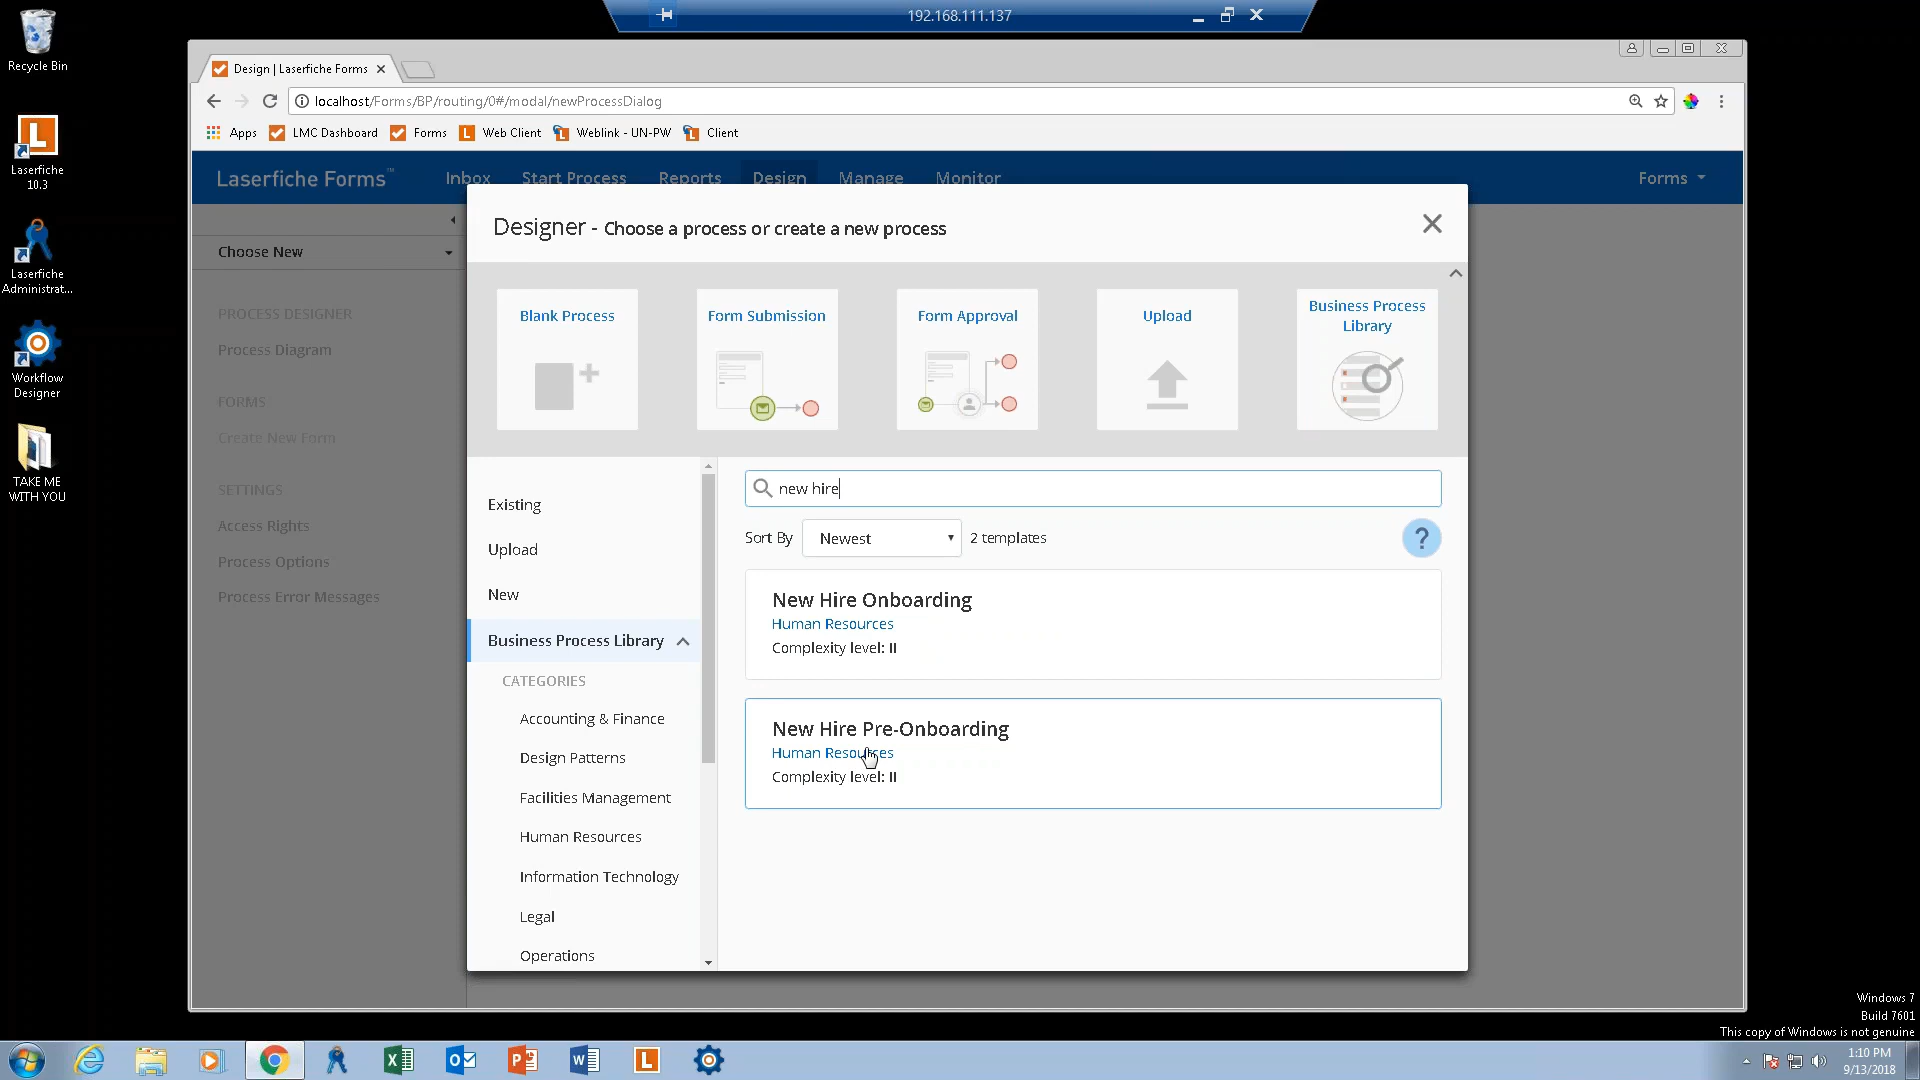 192.168.111.137
Recycle Bin
Laserfiche
10.3
Laserfiche
Administrat...
Workflow
Designer
TAKE ME
WITH YOU
Design | Laserfiche Forms
localhost/Forms/BP/routing/0#/modal/newProcessDialog
Apps LMC Dashboard Forms Web Client Weblink - UN-PW Client
Laserfiche Forms™ Inbox Start Process Reports Design Manage Monitor Forms
Choose New
PROCESS DESIGNER
Process Diagram
FORMS
Create New Form
SETTINGS
Access Rights
Process Options
Process Error Messages
Designer - Choose a process or create a new process
Blank Process
Form Submission
Form Approval
Upload
Business Process
Library
Existing
Upload
New
Business Process Library
CATEGORIES
Accounting & Finance
Design Patterns
Facilities Management
Human Resources
Information Technology
Legal
Operations
new hire
Sort By Newest 2 templates ?
New Hire Onboarding
Human Resources
Complexity level: II
New Hire Pre-Onboarding
Human Resources
Complexity level: II
Windows 7
Build 7601
This copy of Windows is not genuine
1:10 PM
9/13/2018